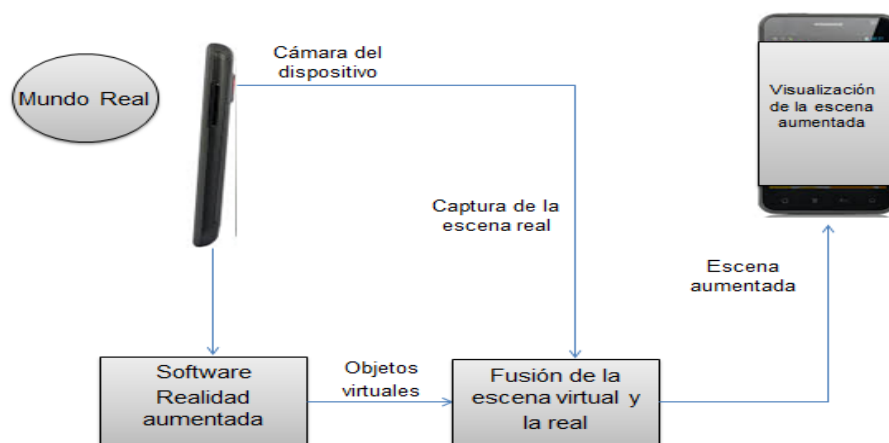 Mundo Real
Cámara del
dispositivo
Visualización
de la escena
aumentada
Captura de la
escena real
Escena
aumentada
Software
Realidad
aumentada
Objetos
virtuales
Fusión de la
escena virtual y
la real